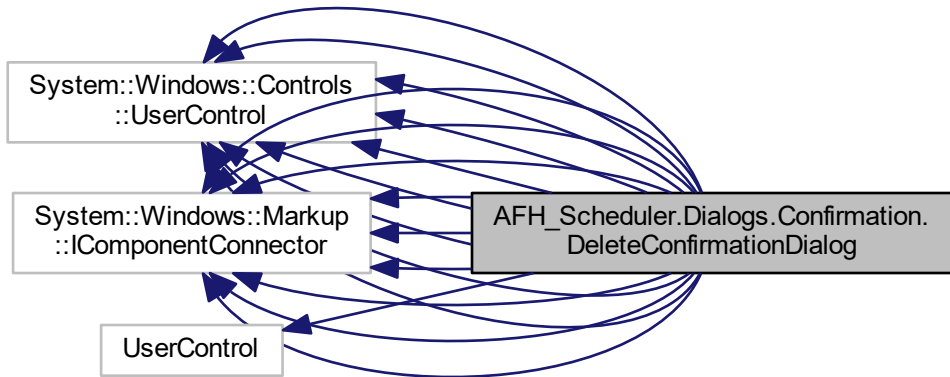 System::Windows::Controls
::UserControl
System::Windows::Markup
::IComponentConnector
UserControl
AFH_Scheduler.Dialogs.Confirmation.
DeleteConfirmationDialog